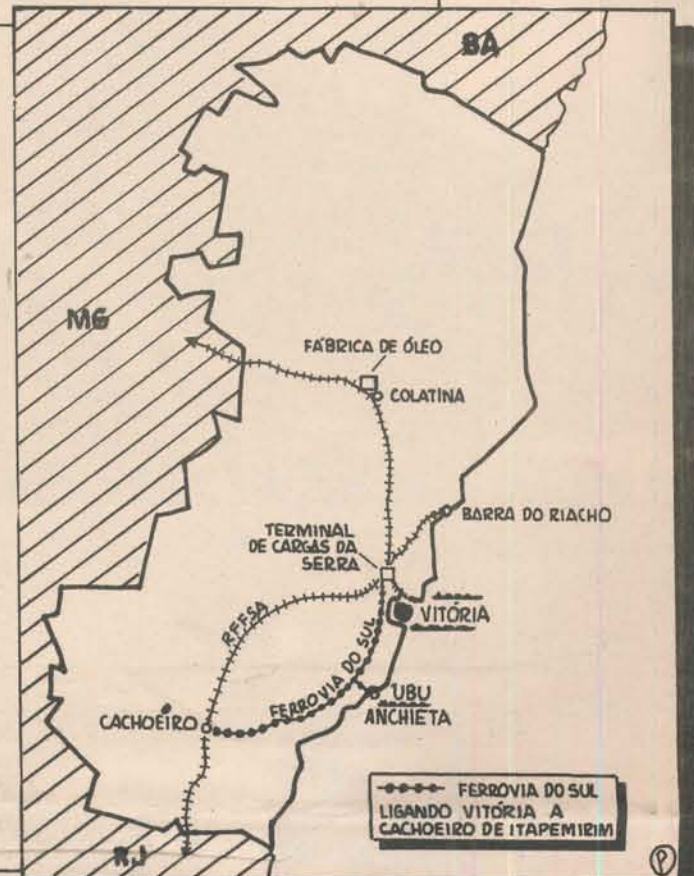 BA
MG
FÁBRICA DE ÓLEO
COLATINA
BARRA DO RIACHO
TERMINAL
DE CARGAS DA
SERRA
VITÓRIA
RFFSA
FERROVIA DO SUL
UBU
ANCHIETA
CACHOEIRO
FERROVIA DO SUL
LIGANDO VITÓRIA A
CACHOEIRO DE ITAPEMIRIM
RJ
P